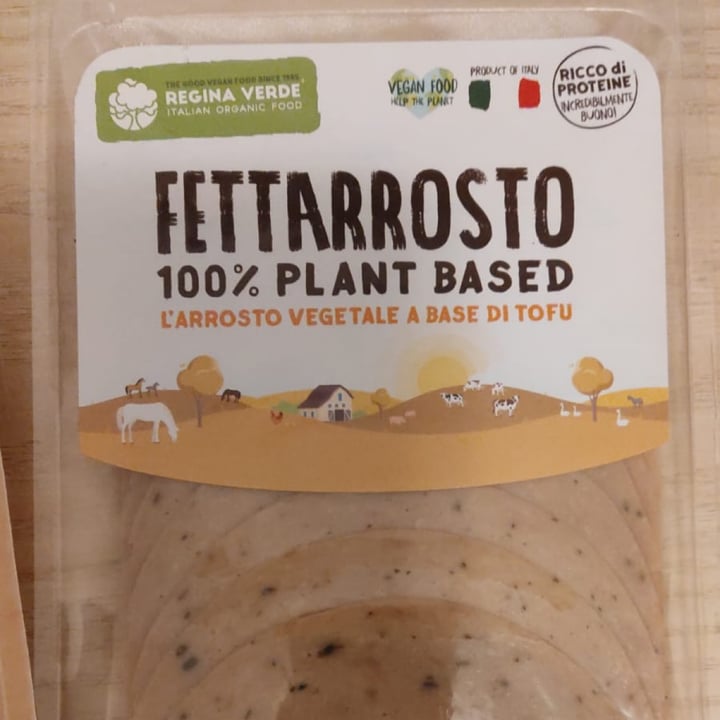 THE GOOD VEGAN FOOD SINCE 1985
REGINA VERDE
ITALIAN ORGANIC FOOD
VEGAN FOOD
HELP THE PLANET
PRODUCT OF ITALY
RICCO di
PROTEINE
INCREDIBILMENTE
BUONO!
FETTARROSTO
100% PLANT BASED
L'ARROSTO VEGETALE A BASE DI TOFU